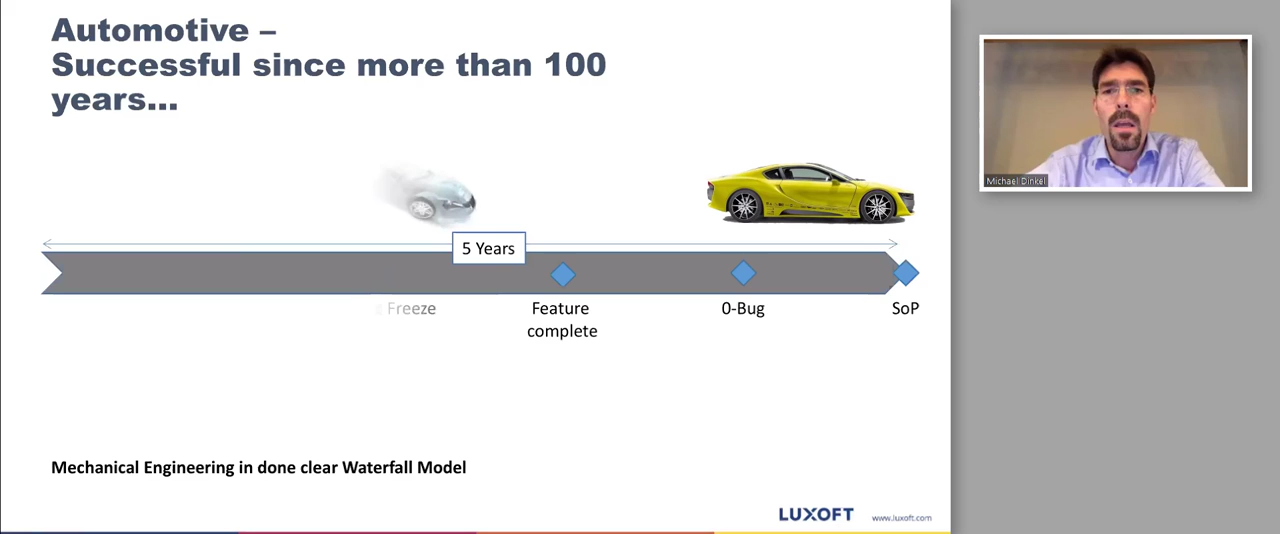 Automotive –
Successful since more than 100
years...
Michael Dinkel
5 Years
Freeze
Feature
complete
0-Bug
SoP
Mechanical Engineering in done clear Waterfall Model
LUXOFT
www.luxoft.com